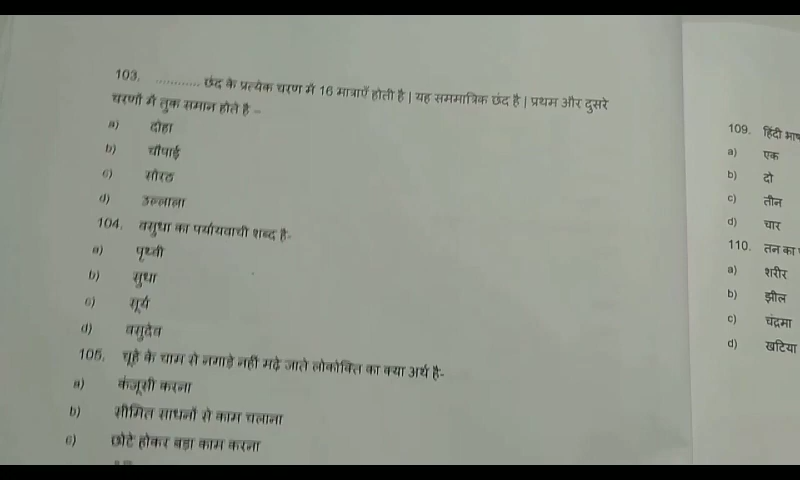 103. ............ छंद के प्रत्येक चरण में 16 मात्राएँ होती है | यह सममात्रिक छंद है | प्रथम और दुसरे
चरणों में तुक समान होते है –
a) दोहा
b) चौपाई
c) सोरठ
d) उल्लाला
104. वसुधा का पर्यायवाची शब्द है-
a) पृथ्वी
b) सुधा
c) सूर्य
d) वसुदेव
105. चूहे के चाम से नगाड़े नही मढ़े जाते लोकोक्ति का क्या अर्थ है-
a) कंजूसी करना
b) सीमित साधनों से काम चलाना
c) छोटे होकर बड़ा काम करना
109. हिंदी
a) एक
b) दो
c) तीन
d) चार
110. तन का
a) शरीर
b) झील
c) चंद्रमा
d) खटिया